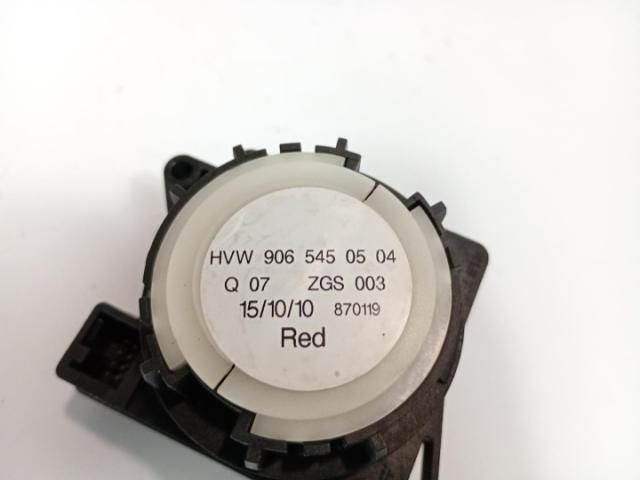 HVW 906 545 05 04
Q 07 ZGS 003
15/10/10 870119
Red